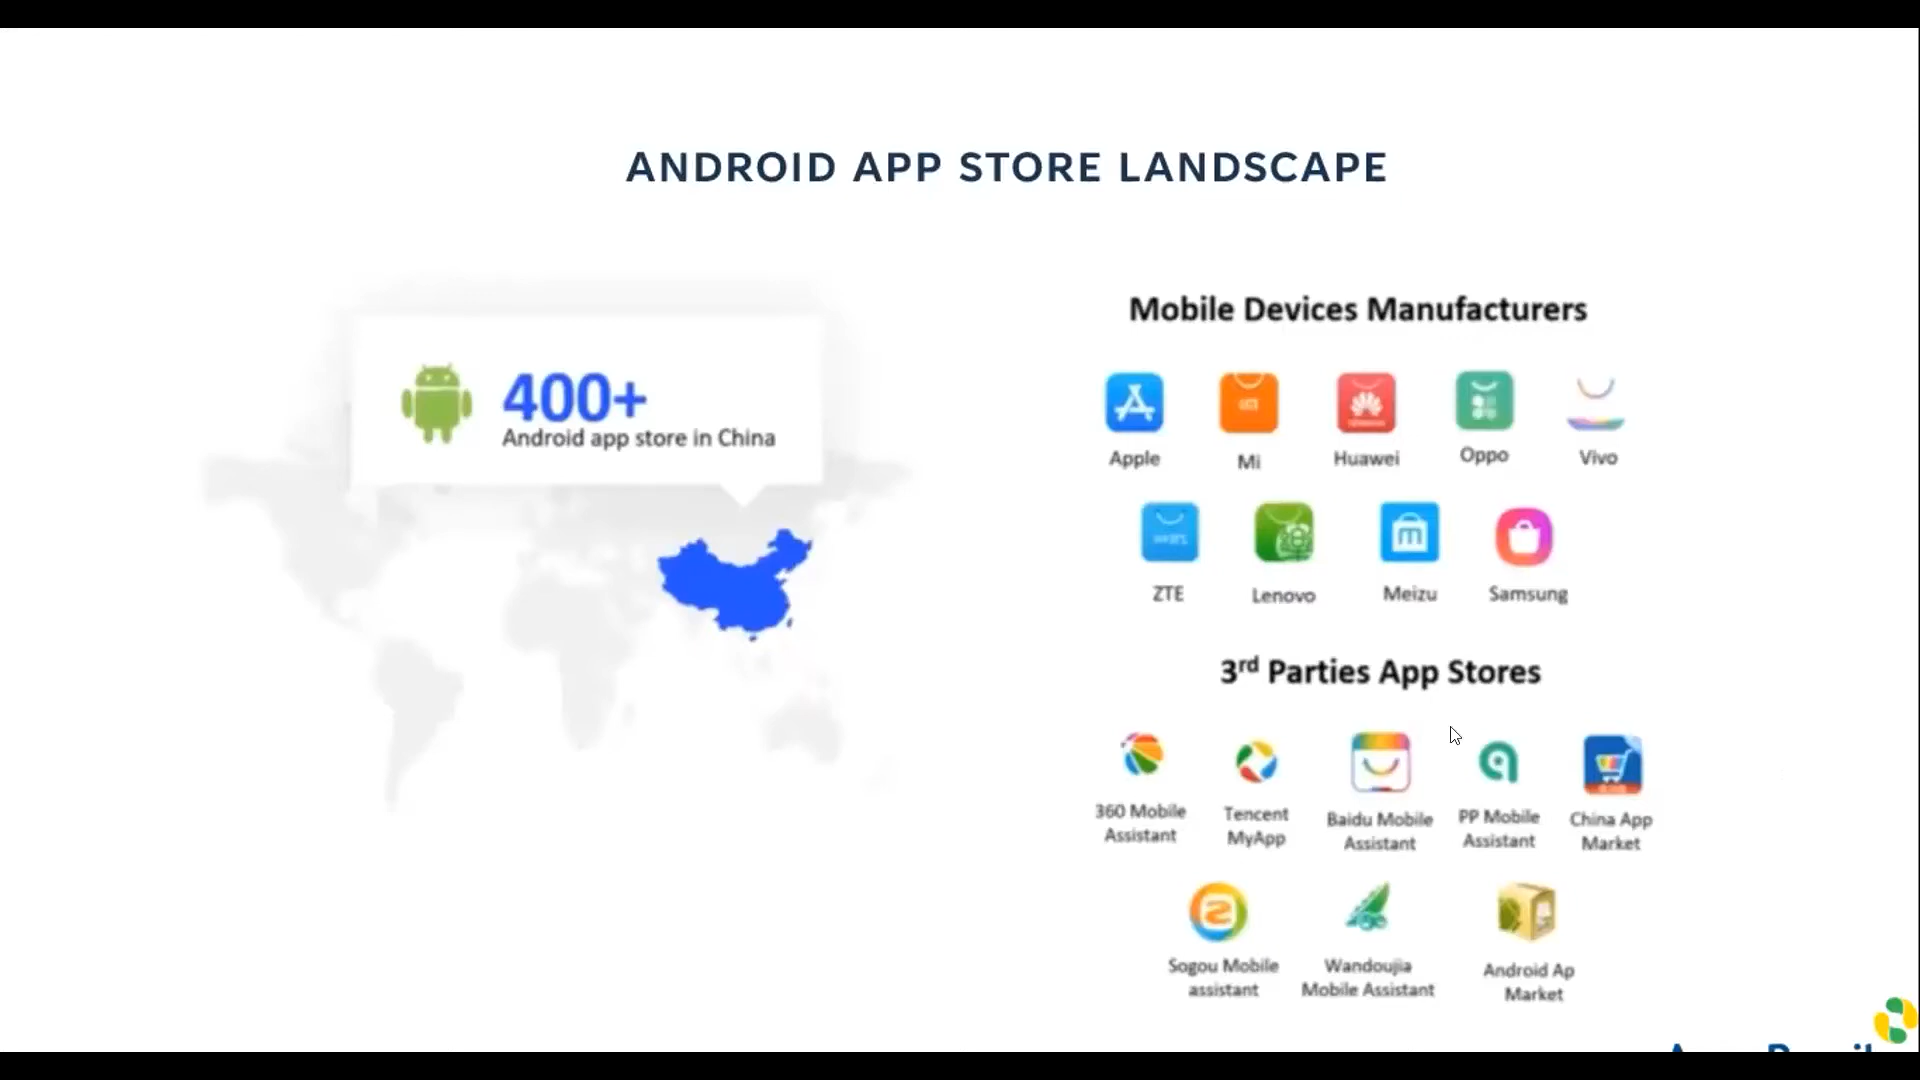 ANDROID APP STORE LANDSCAPE
400+
Android app store in China
Mobile Devices Manufacturers
Apple
Mi
Huawei
Oppo
Vivo
ZTE
Lenovo
Meizu
Samsung
3rd Parties App Stores
360 Mobile
Assistant
Tencent
MyApp
Baidu Mobile
Assistant
PP Mobile
Assistant
China App
Market
Sogou Mobile
assistant
Wandoujia
Mobile Assistant
Android Ap
Market